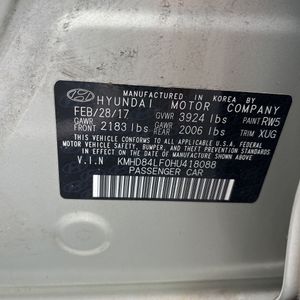 MANUFACTURED IN KOREA BY
HYUNDAI MOTOR COMPANY
FEB/28/17 GVWR 3924 lbs PAINT RW5
GAWR FRONT 2183 lbs GAWR REAR 2006 lbs TRIM XUG
THIS VEHICLE CONFORMS TO ALL APPLICABLE FEDERAL
MOTOR VEHICLE SAFETY, BUMPER, AND THEFT PREVENTION
STANDARDS IN EFFECT ON THE DATE OF
MANUFACTURE SHOWN ABOVE.
V.I.N KMHD84LF0HU418088
PASSENGER CAR